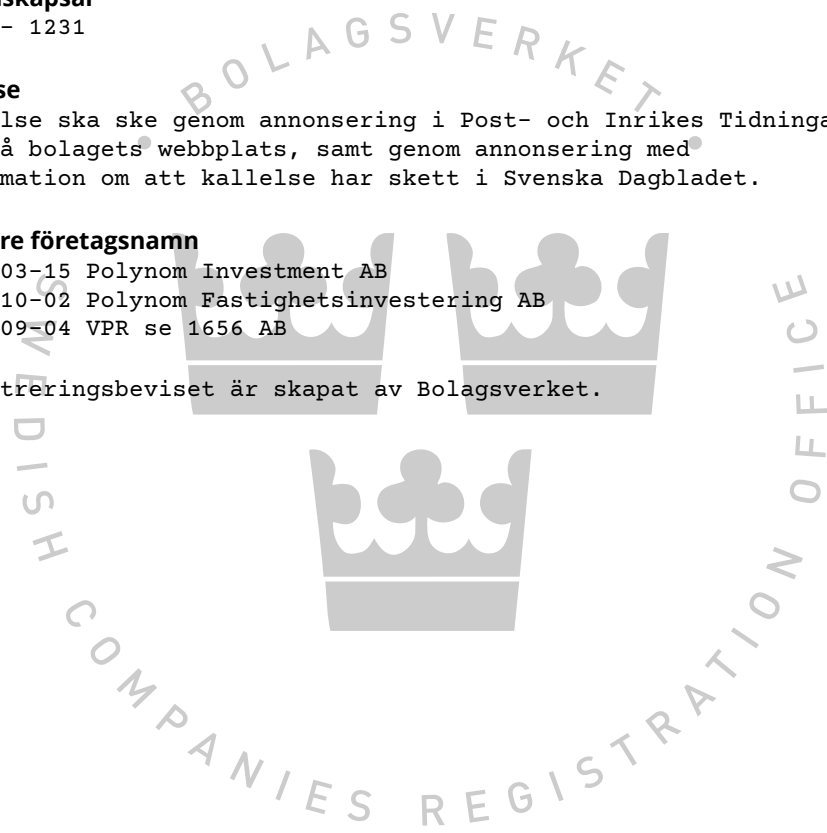 skapsår
- 1231
se
lse ska ske genom annonsering i Post- och Inrikes Tidninga
å bolagets webbplats, samt genom annonsering med
mation om att kallelse har skett i Svenska Dagbladet.
re företagsnamn
03-15 Polynom Investment AB
10-02 Polynom Fastighetsinvestering AB
09-04 VPR se 1656 AB
treringsbeviset är skapat av Bolagsverket.
BOLAGSVERKET
SWEDISH COMPANIES REGISTRATION OFFICE